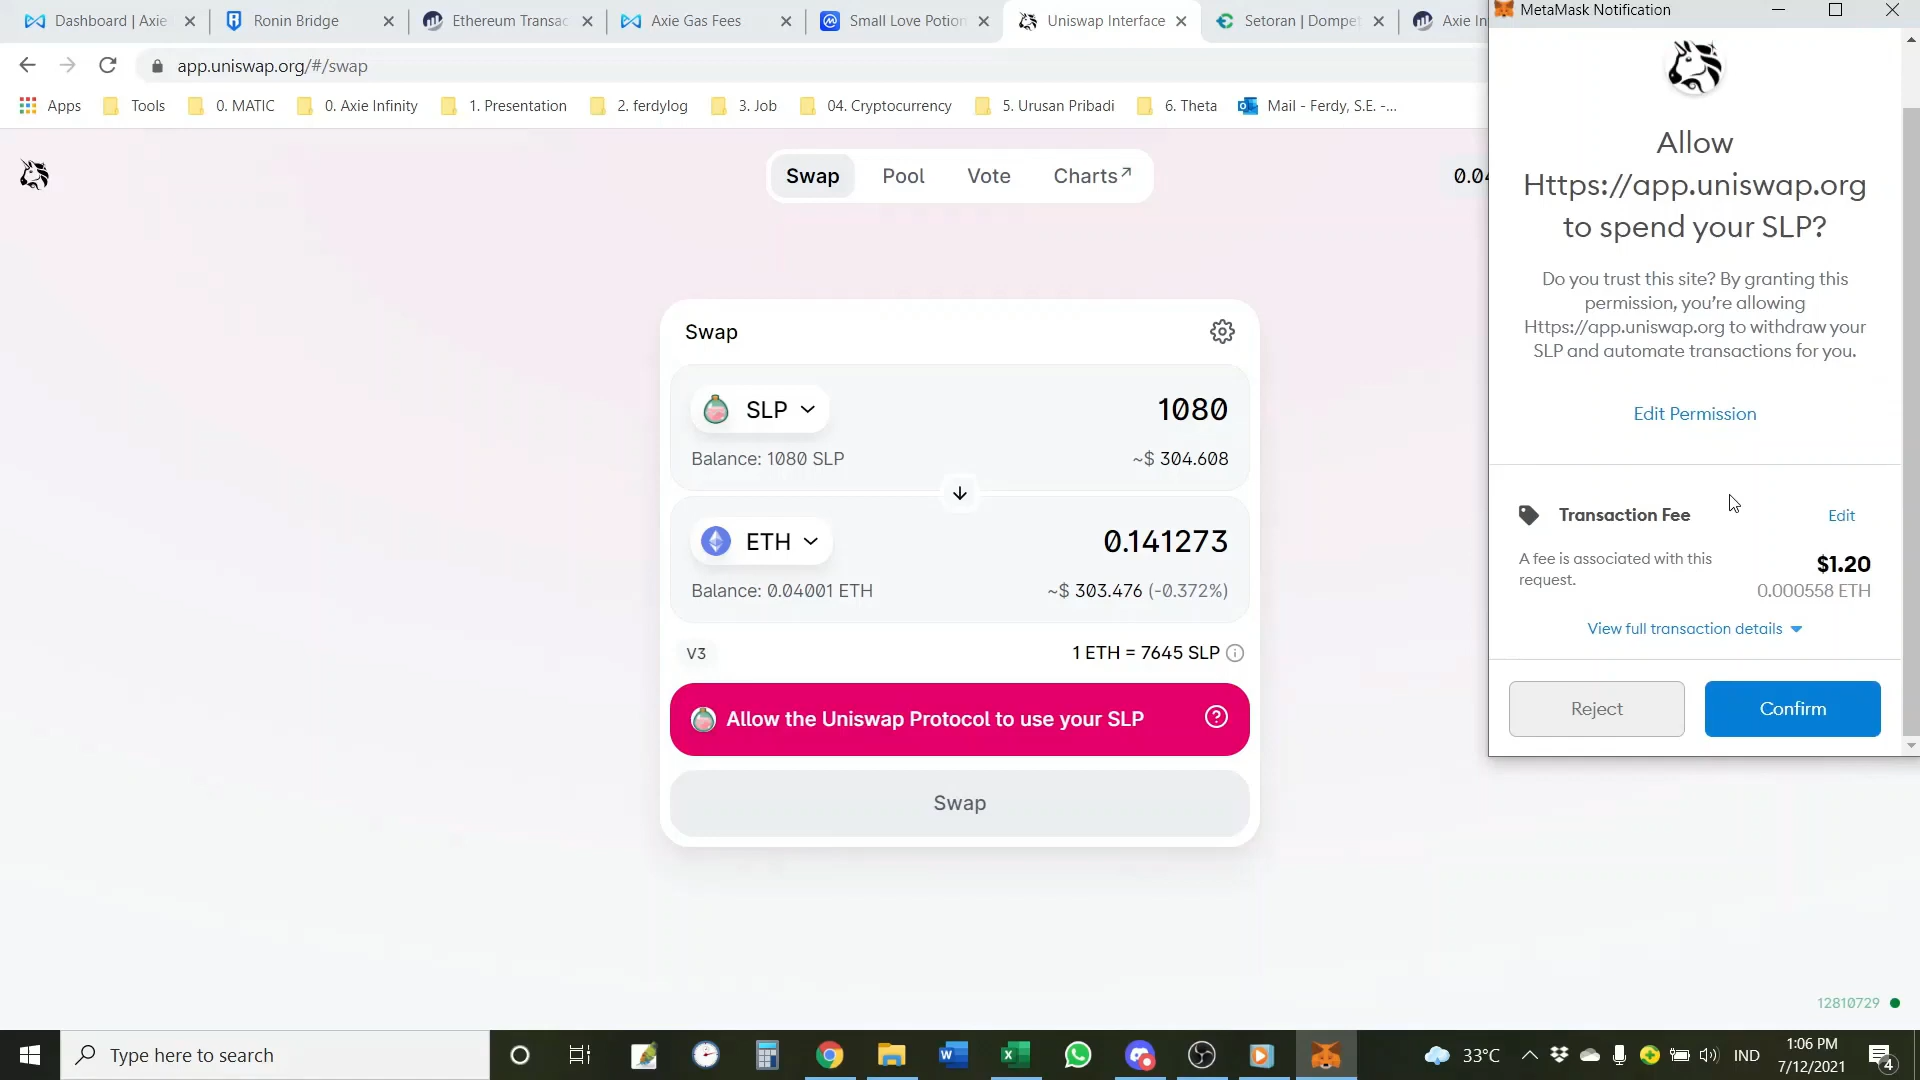 Dashboard | Axie
Ronin Bridge
Ethereum Transac
Axie Gas Fees
Small Love Potion
Uniswap Interface
Setoran | Dompet
Axie In
MetaMask Notification
app.uniswap.org/#/swap
Apps
Tools
0. MATIC
0. Axie Infinity
1. Presentation
2. ferdylog
3. Job
04. Cryptocurrency
5. Urusan Pribadi
6. Theta
Mail - Ferdy, S.E. -...
Swap
Pool
Vote
Charts↗
0.04
Swap
SLP
1080
Balance: 1080 SLP
~$ 304.608
ETH
0.141273
Balance: 0.04001 ETH
~$ 303.476 (-0.372%)
V3
1 ETH = 7645 SLP
Allow the Uniswap Protocol to use your SLP
Swap
Allow
Https://app.uniswap.org
to spend your SLP?
Do you trust this site? By granting this
permission, you're allowing
Https://app.uniswap.org to withdraw your
SLP and automate transactions for you.
Edit Permission
Transaction Fee
Edit
A fee is associated with this
request.
$1.20
0.000558 ETH
View full transaction details
Reject
Confirm
12810729
Type here to search
33°C
IND
1:06 PM
7/12/2021
4